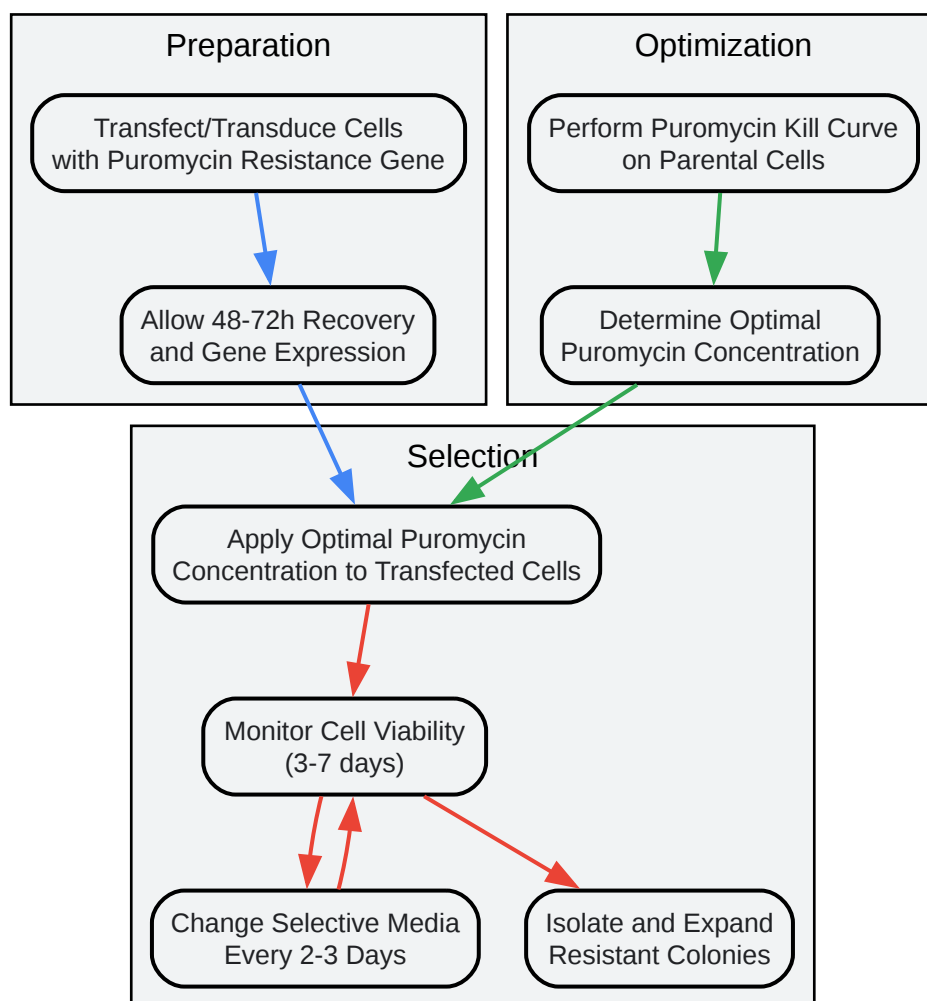 Preparation
Transfect/Transduce Cells
with Puromycin Resistance Gene
Allow 48-72h Recovery
and Gene Expression
Optimization
Perform Puromycin Kill Curve
on Parental Cells
Determine Optimal
Puromycin Concentration
Selection
Apply Optimal Puromycin
Concentration to Transfected Cells
Monitor Cell Viability
(3-7 days)
Change Selective Media
Every 2-3 Days
Isolate and Expand
Resistant Colonies